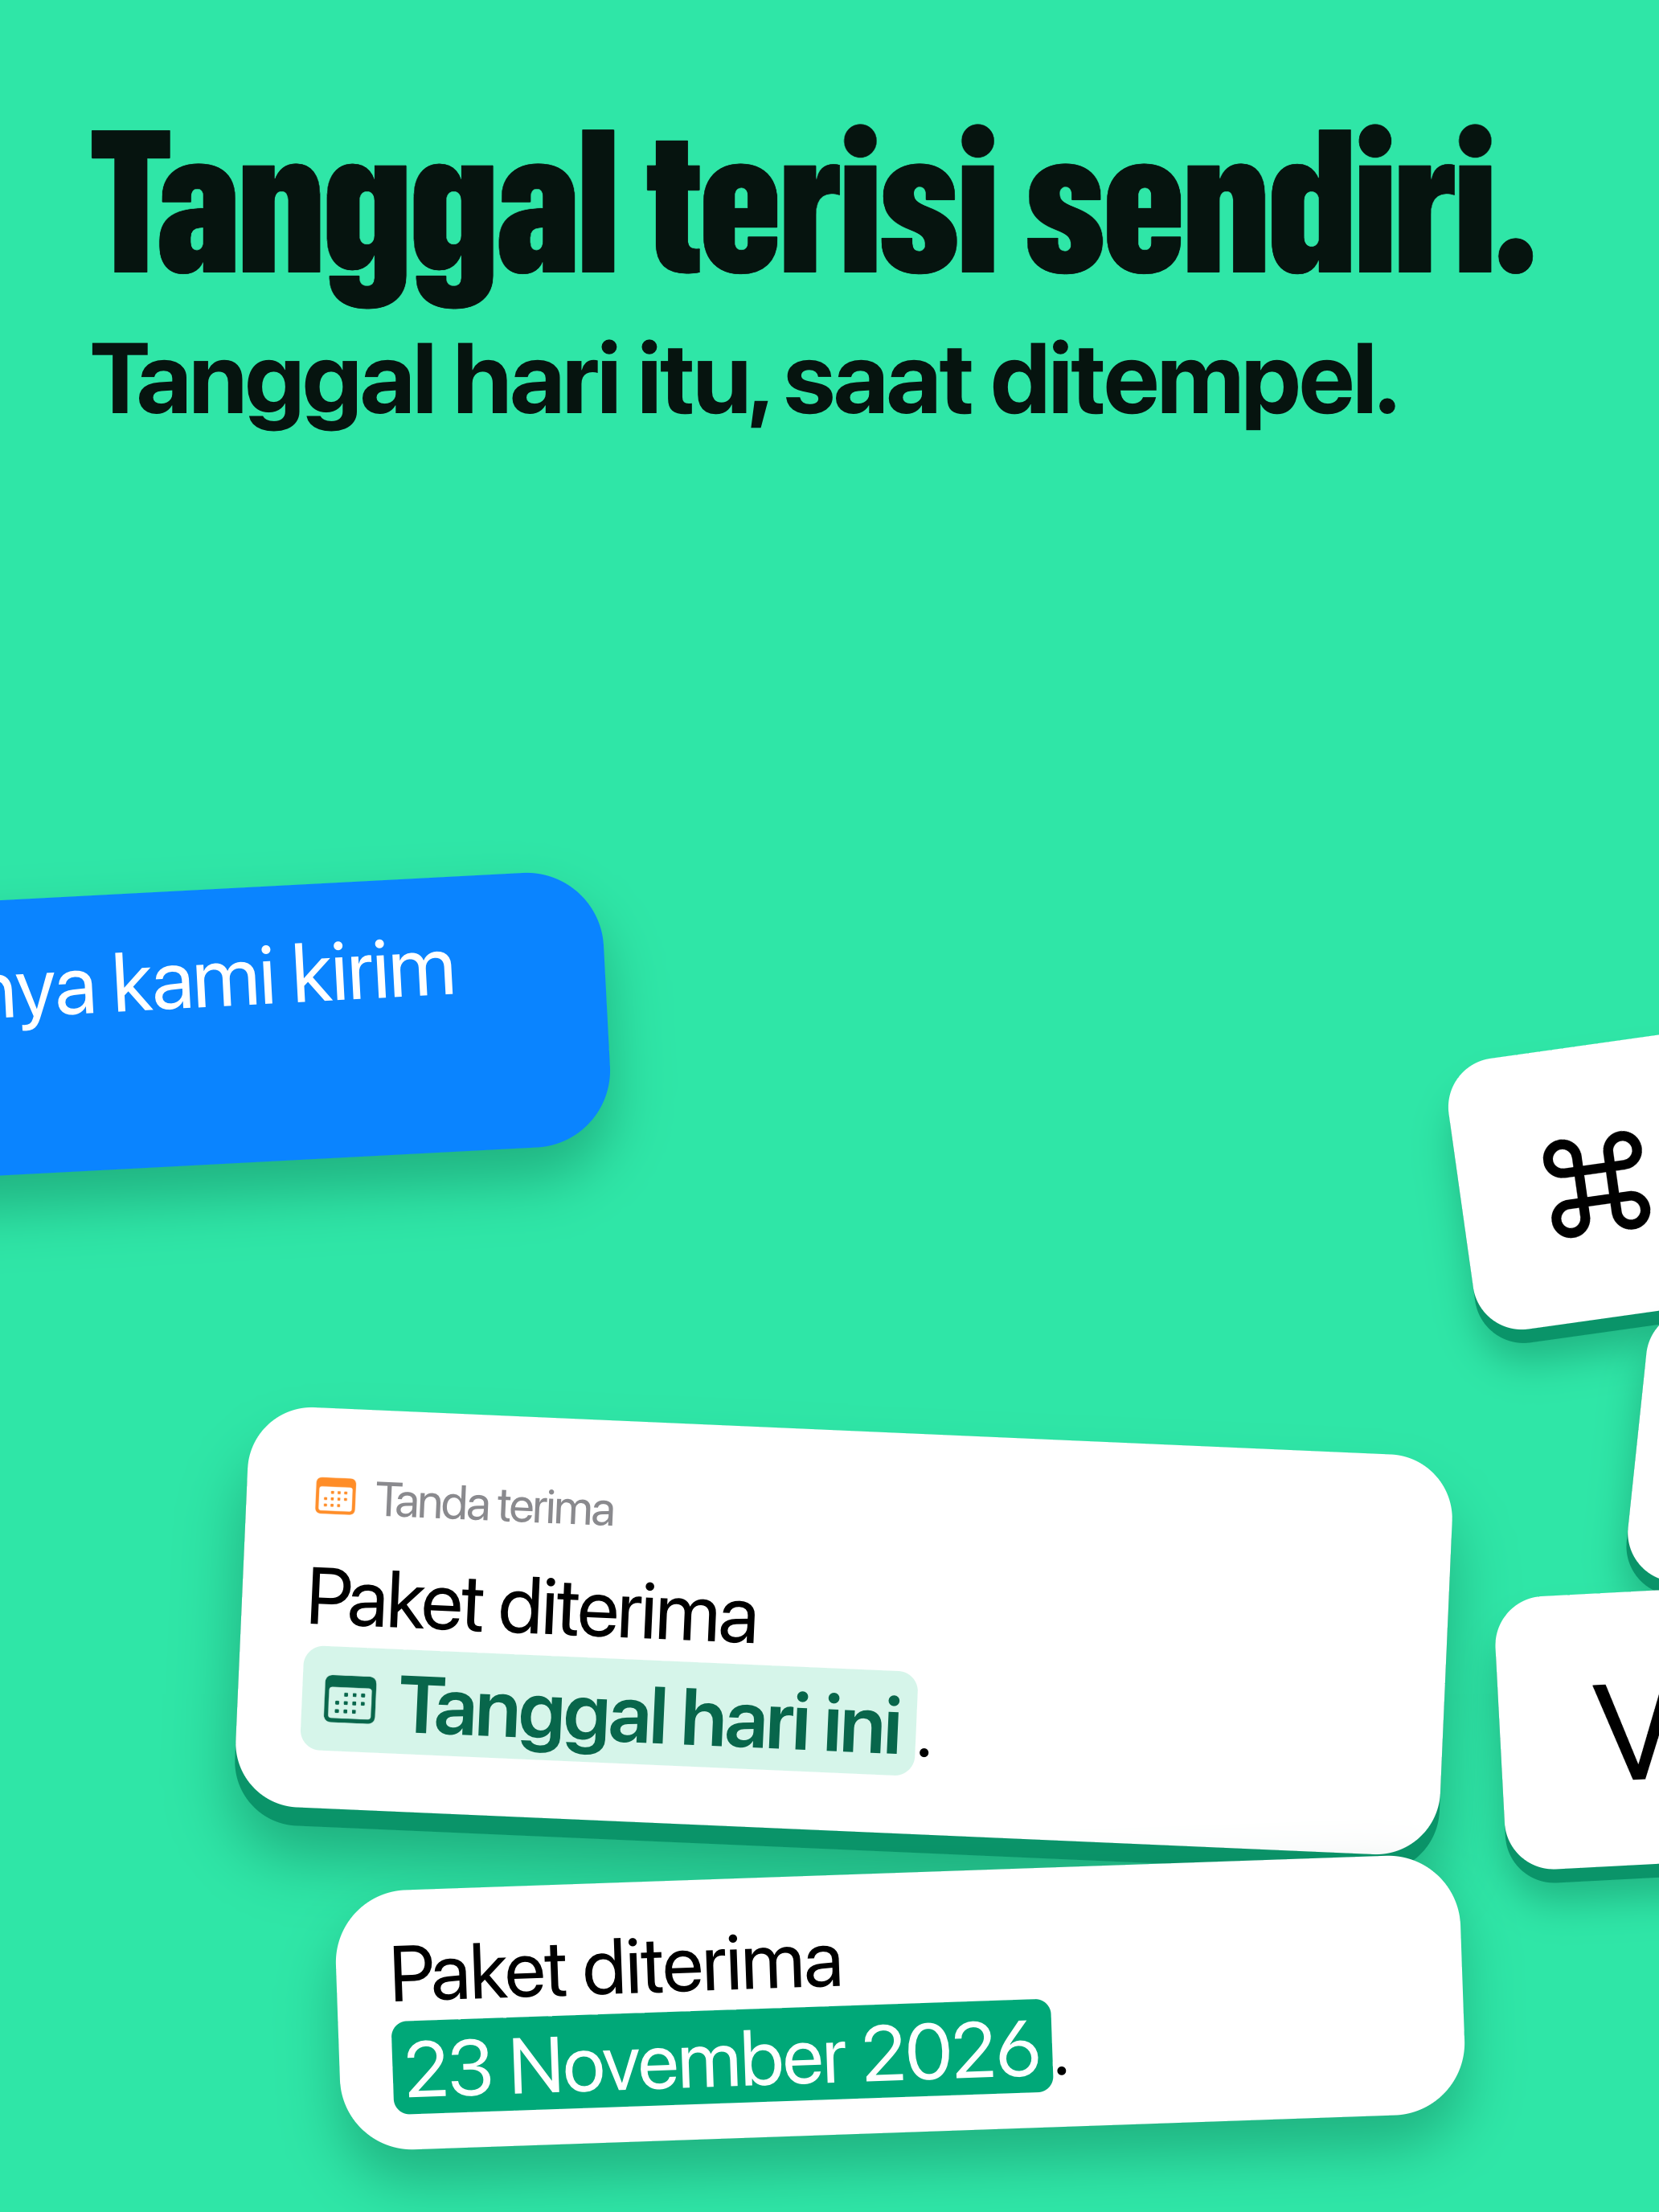 Tanggal terisi sendiri.
Tanggal hari itu, saat ditempel.
nya kami kirim
⌘
Tanda terima
Paket diterima
Tanggal hari ini.
V
Paket diterima
23 November 2026.